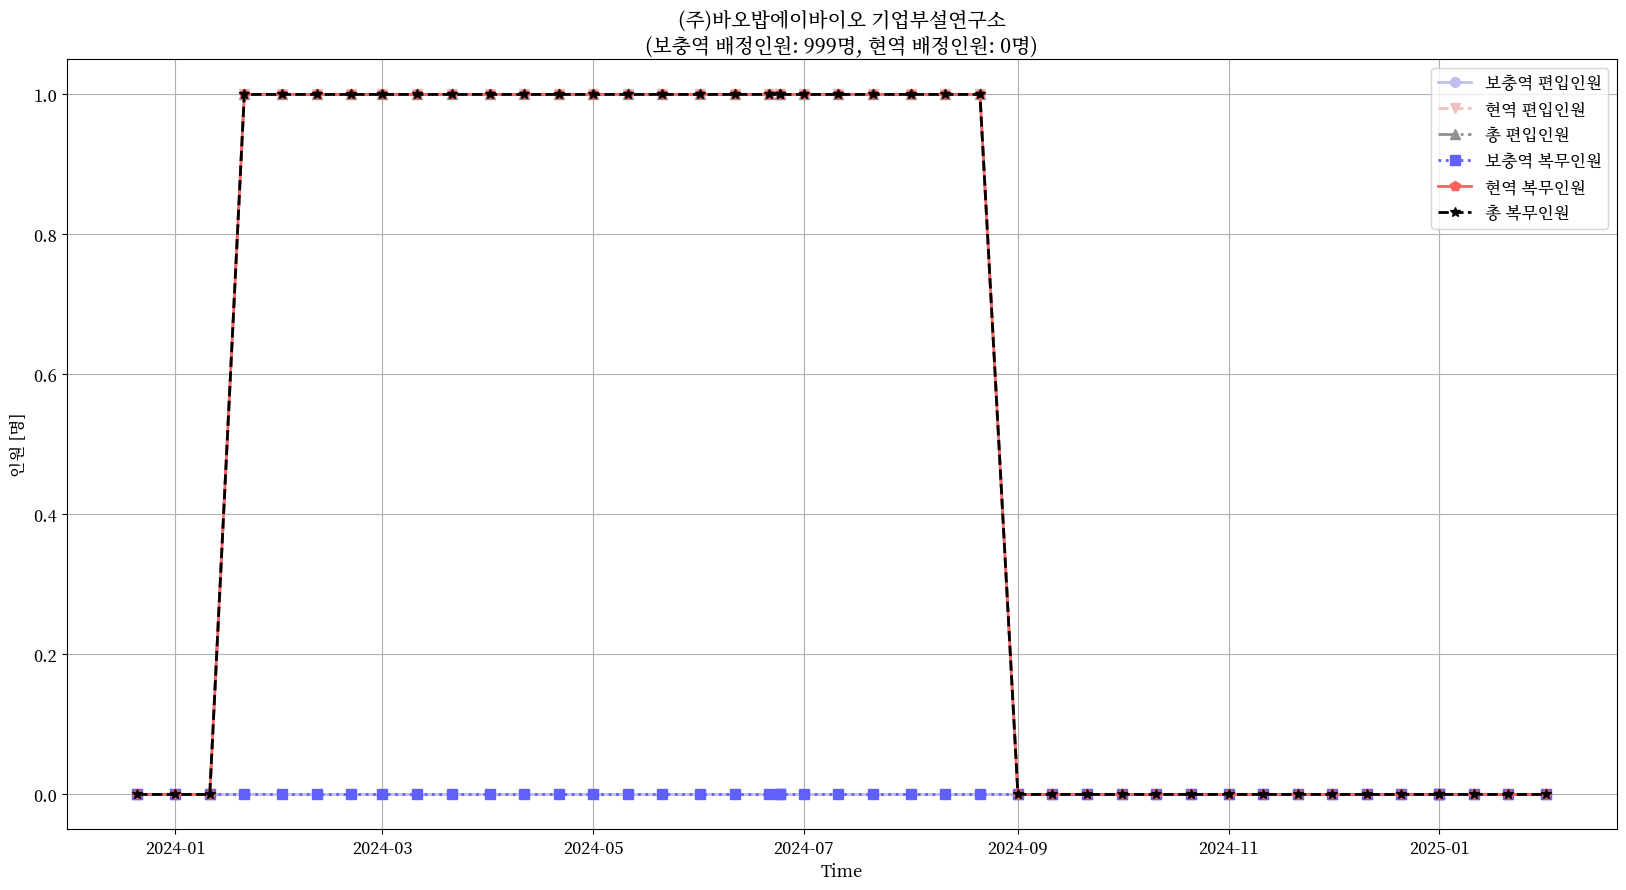 (주)바오밥에이바이오 기업부설연구소
(보충역 배정인원: 999명, 현역 배정인원: 0명)
보충역 편입인원
현역 편입인원
총 편입인원
보충역 복무인원
현역 복무인원
총 복무인원
인원 [명]
1.0
0.8
0.6
0.4
0.2
0.0
2024-01
2024-03
2024-05
2024-07
2024-09
2024-11
2025-01
Time